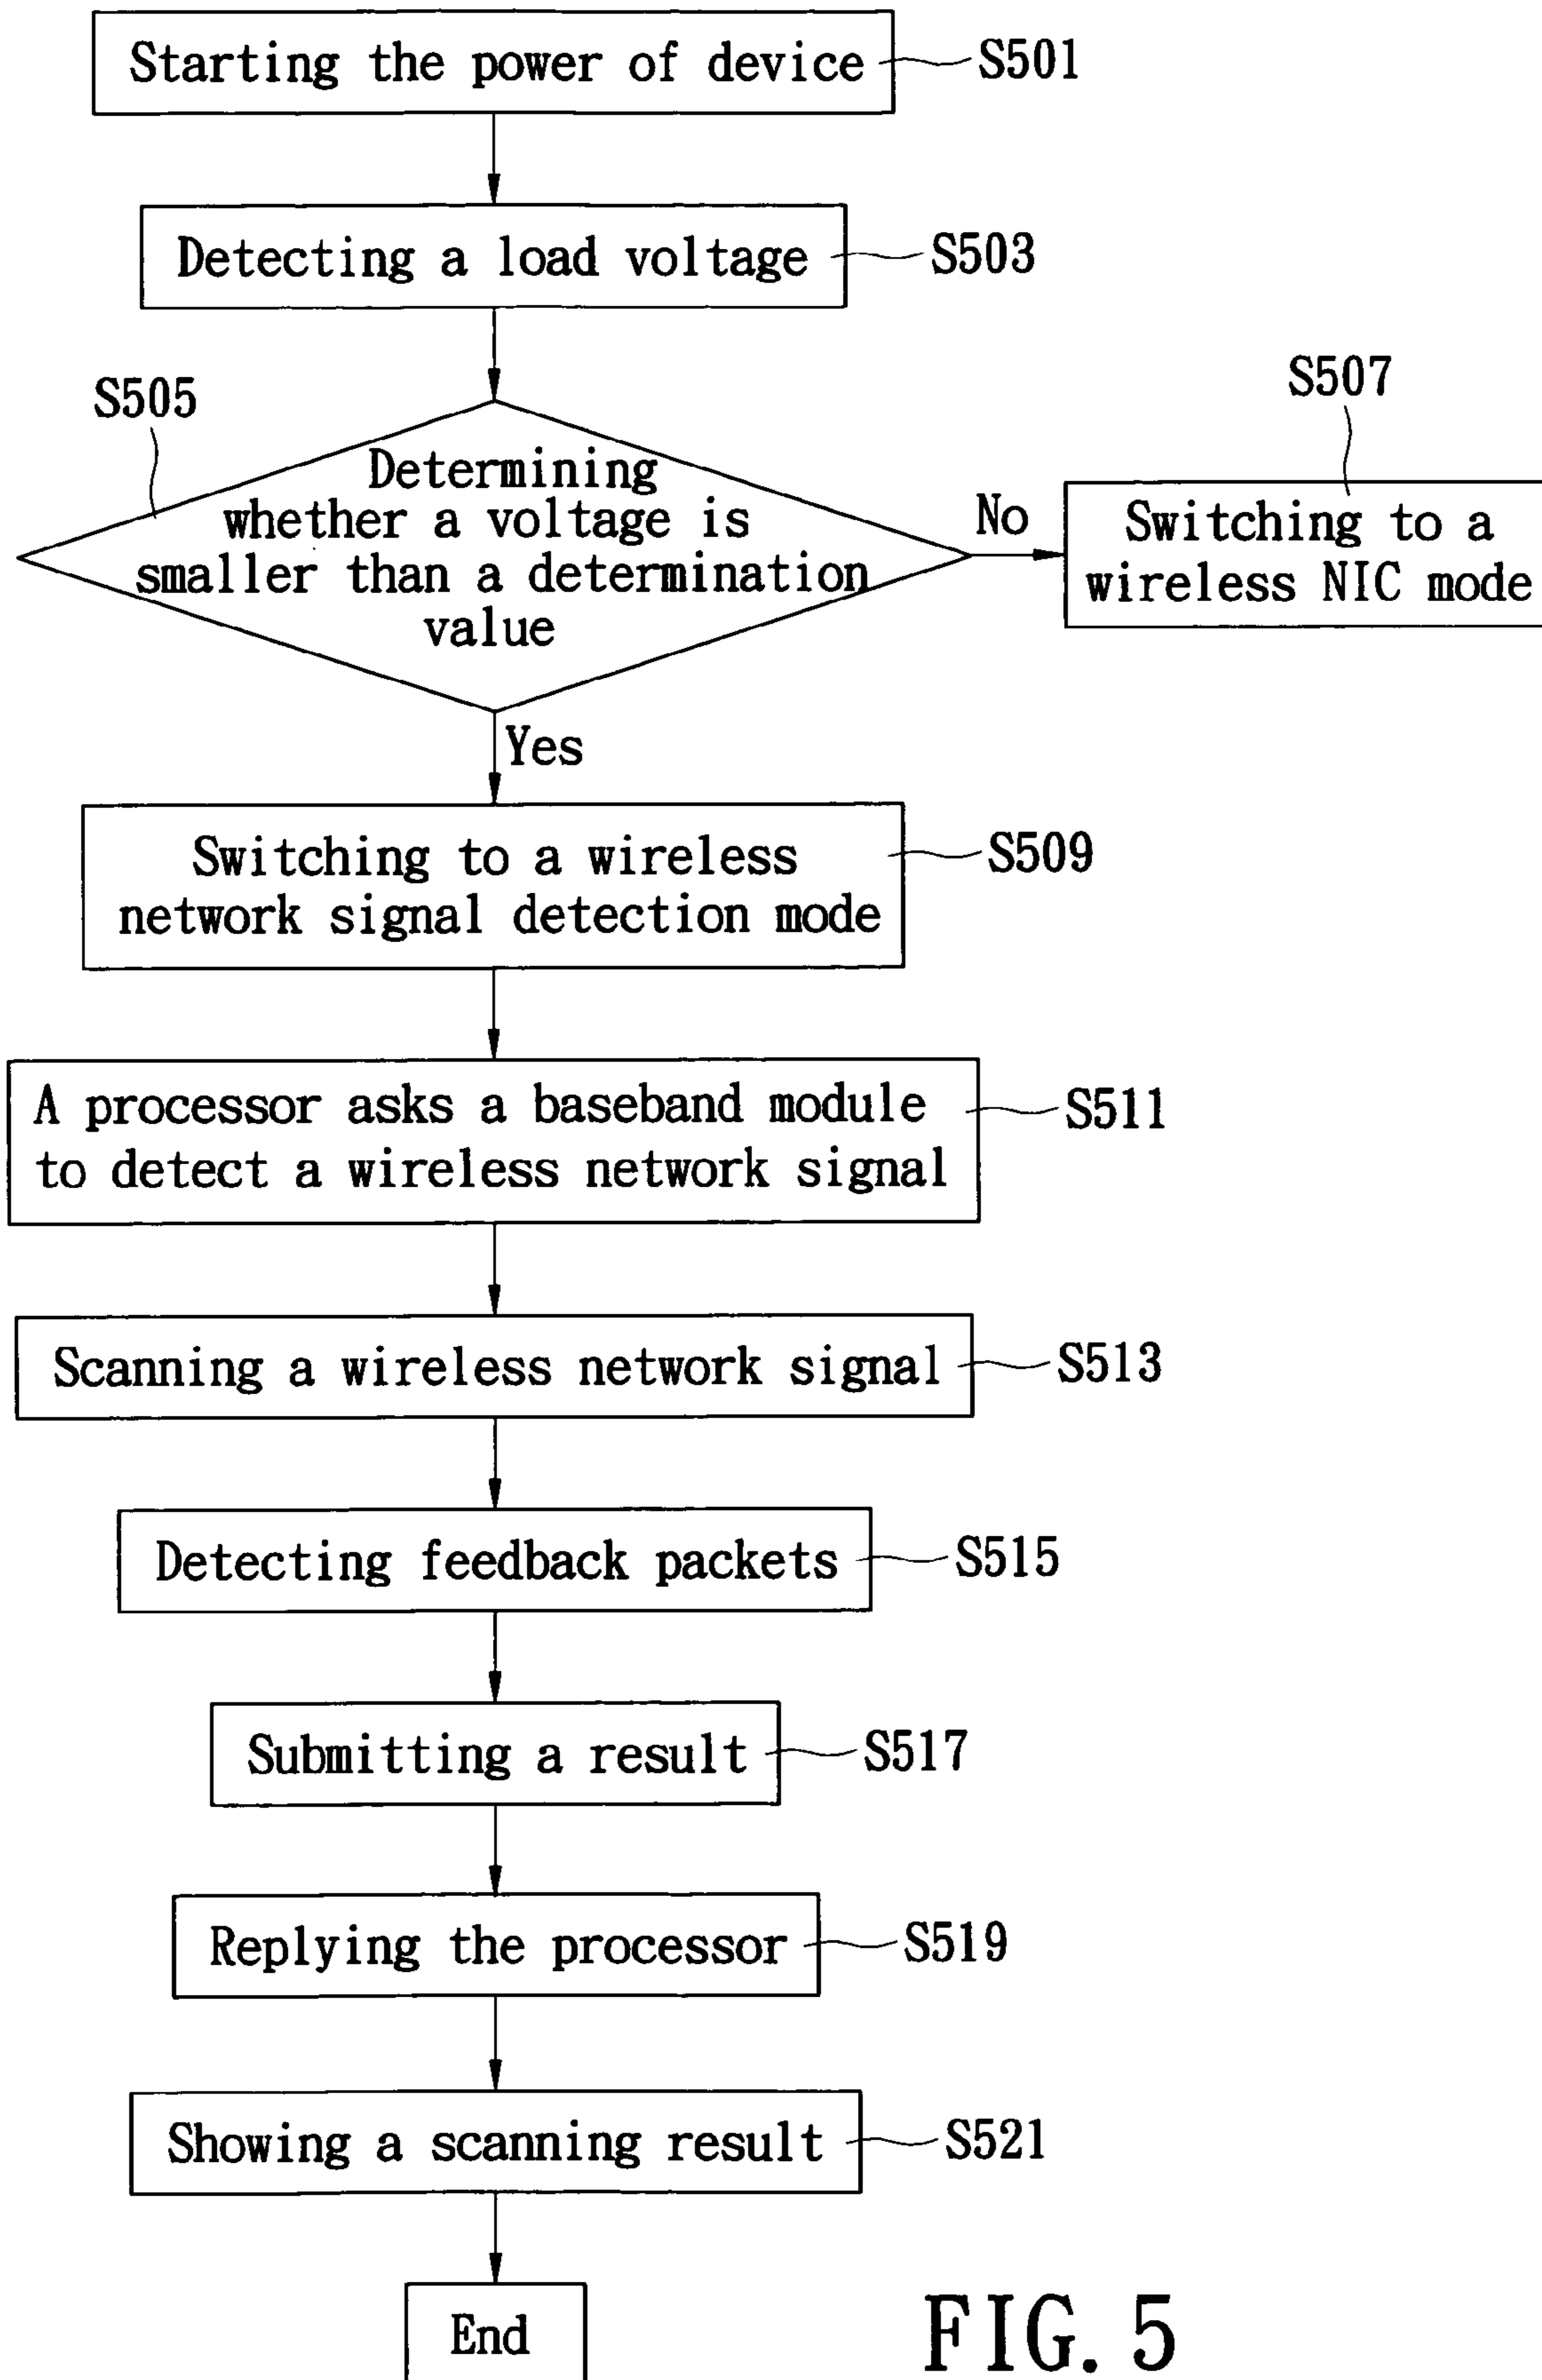 Starting the power of device
S501
Detecting a load voltage
S503
S505
Determining
whether a voltage is
smaller than a determination
value
No
S507
Switching to a
wireless NIC mode
Yes
Switching to a wireless
network signal detection mode
S509
A processor asks a baseband module
to detect a wireless network signal
S511
Scanning a wireless network signal
S513
Detecting feedback packets
S515
Submitting a result
S517
Replying the processor
S519
Showing a scanning result
S521
End
FIG. 5